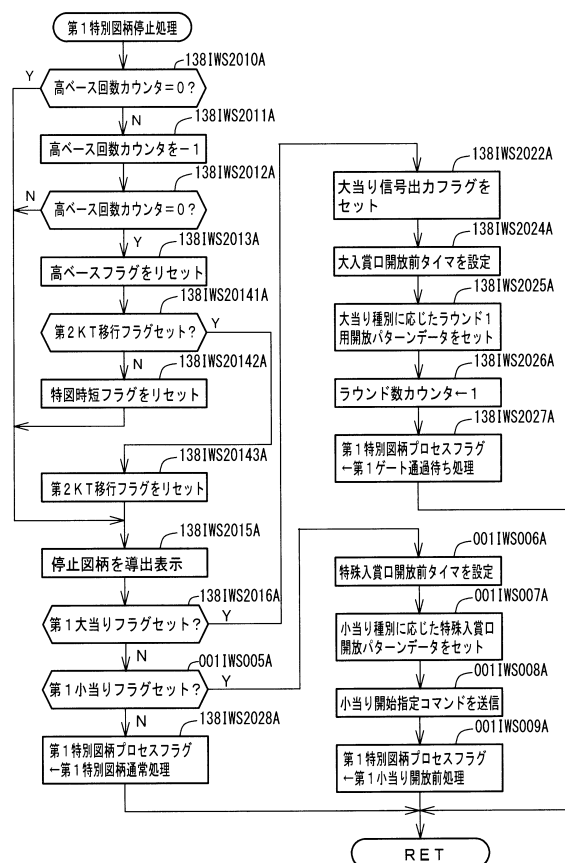 第1特別図柄停止処理
138IWS2010A
Y
高ベース回数カウンタ=0?
N
138IWS2011A
高ベース回数カウンタを-1
138IWS2012A
N
高ベース回数カウンタ=0?
Y
138IWS2013A
高ベースフラグをリセット
138IWS20141A
第2KT移行フラグセット?
Y
N
138IWS20142A
特図時短フラグをリセット
138IWS20143A
第2KT移行フラグをリセット
138IWS2015A
停止図柄を導出表示
138IWS2016A
第1大当りフラグセット?
Y
N
001IWS005A
第1小当りフラグセット?
Y
N
138IWS2028A
第1特別図柄プロセスフラグ
←第1特別図柄通常処理
138IWS2022A
大当り信号出力フラグを
セット
138IWS2024A
大入賞口開放前タイマを設定
138IWS2025A
大当り種別に応じたラウンド1
用開放パターンデータをセット
138IWS2026A
ラウンド数カウンタ←1
138IWS2027A
第1特別図柄プロセスフラグ
←第1ゲート通過待ち処理
001IWS006A
特殊入賞口開放前タイマを設定
001IWS007A
小当り種別に応じた特殊入賞口
開放パターンデータをセット
001IWS008A
小当り開始指定コマンドを送信
001IWS009A
第1特別図柄プロセスフラグ
←第1小当り開放前処理
RET